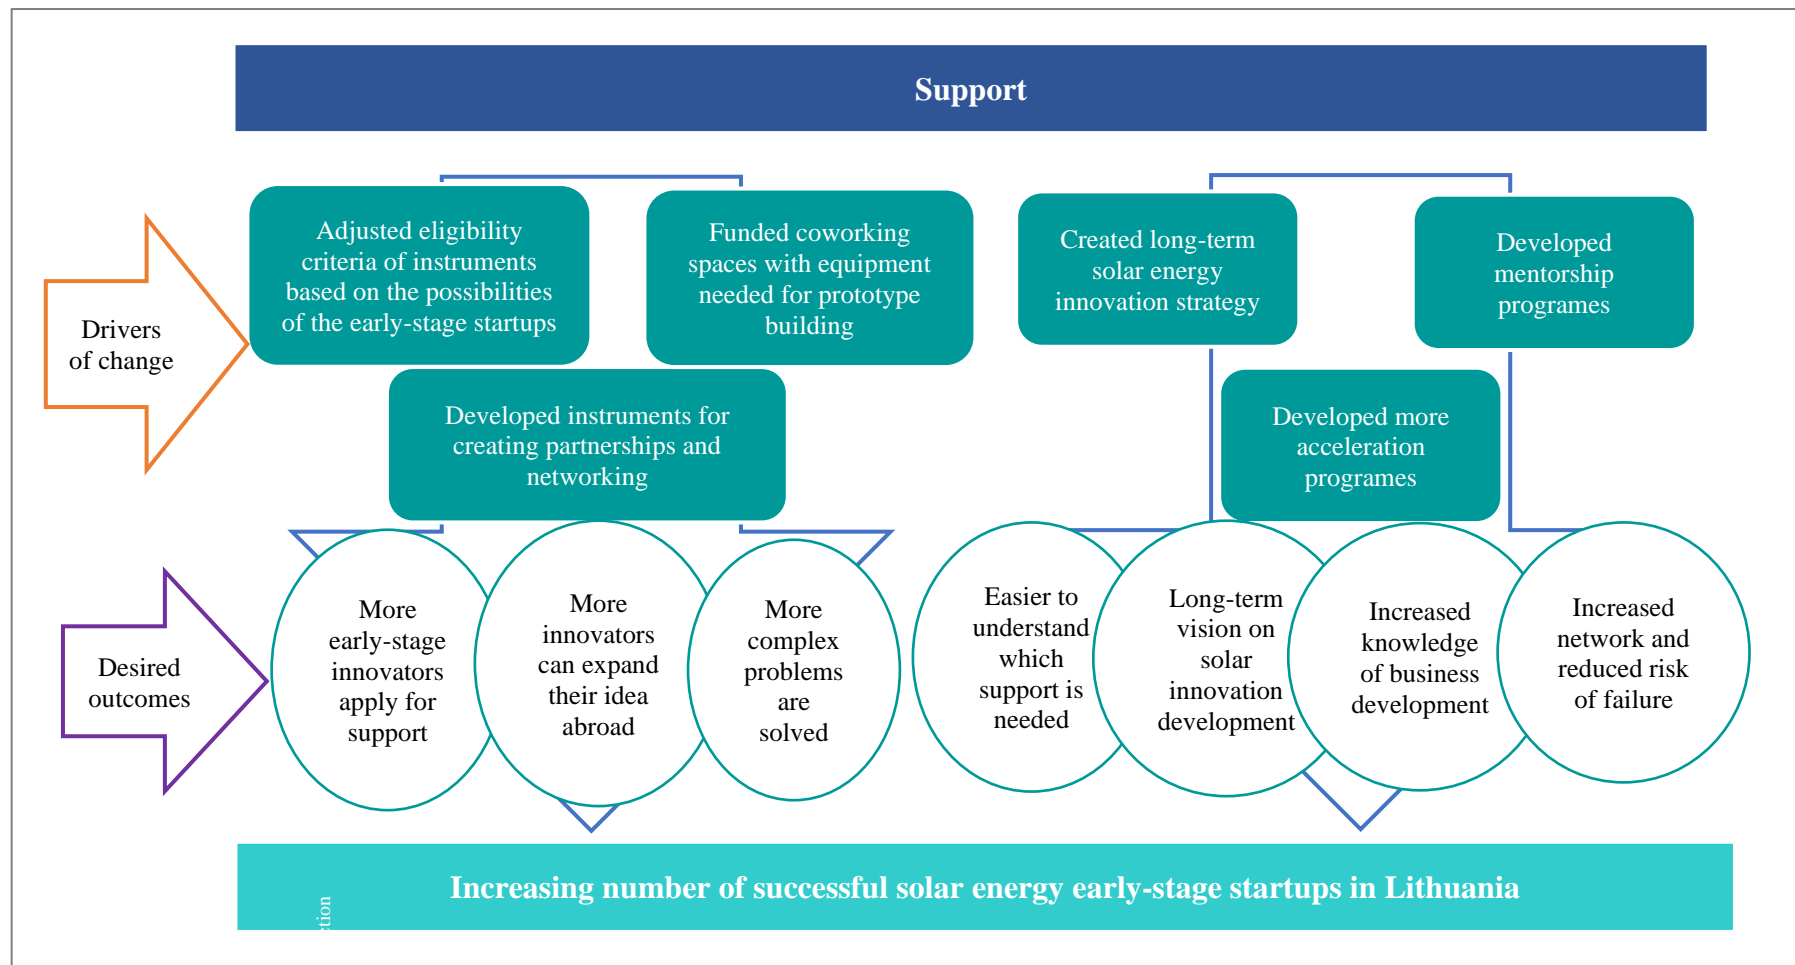 Support
Adjusted eligibility
criteria of instruments
based on the possibilities
of the early-stage startups
Funded coworking
spaces with equipment
needed for prototype
building
Created long-term
solar energy
innovation strategy
Developed
mentorship
programes
Drivers
of change
Developed instruments for
creating partnerships and
networking
Developed more
acceleration
programes
Desired
outcomes
More
early-stage
innovators
apply for
support
More
innovators
can expand
their idea
abroad
More
complex
problems
are
solved
Easier to
understand
which
support is
needed
Long-term
vision on
solar
innovation
development
Increased
knowledge
of business
development
Increased
network and
reduced risk
of failure
Increasing number of successful solar energy early-stage startups in Lithuania
ction